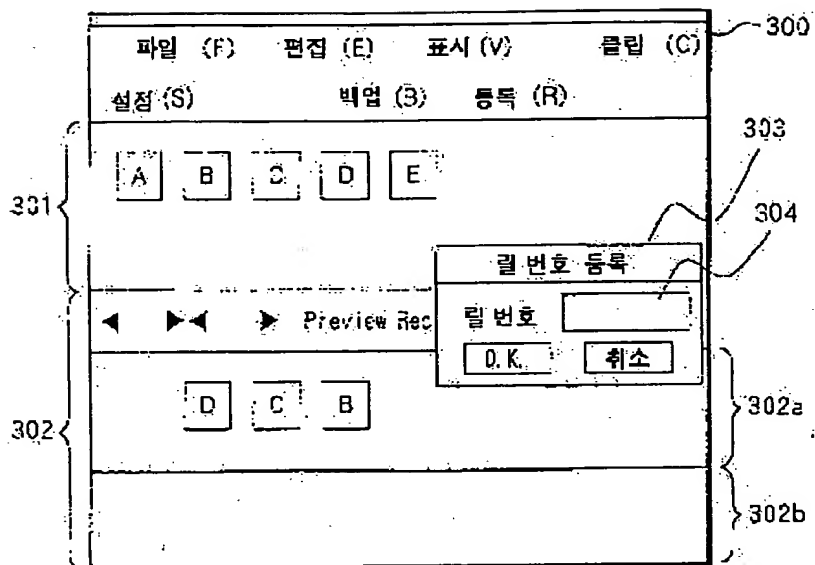 파일 (F) 편집 (E) 표시 (V) 클립 (C)
300
설정 (S) 백업 (B) 등록 (R)
303
A B C D E
304
301
릴 번호 등록
Preview Rec
릴 번호
O.K. 취소
D C B
302a
302
302b